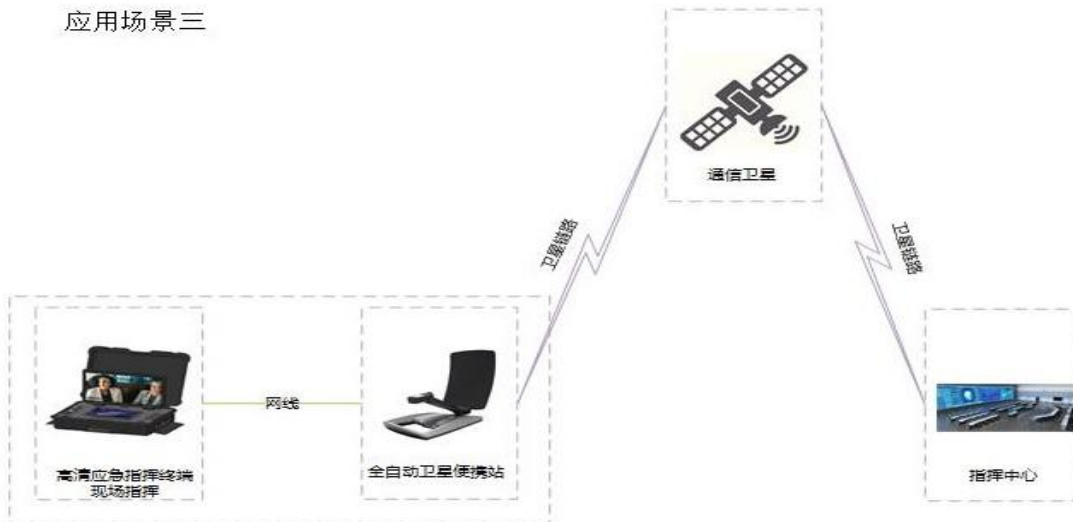 应用场景三
通信卫星
卫星链路
卫星链路
网线
高清应急指挥终端
现场指挥
全自动卫星便携站
指挥中心